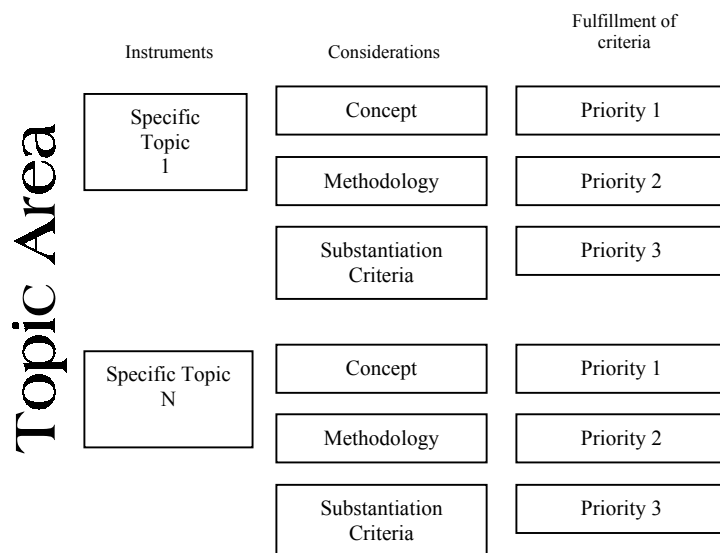 Topic Area
Instruments
Considerations
Fulfillment of
criteria
Specific
Topic
1
Concept
Priority 1
Methodology
Priority 2
Substantiation
Criteria
Priority 3
Specific Topic
N
Concept
Priority 1
Methodology
Priority 2
Substantiation
Criteria
Priority 3